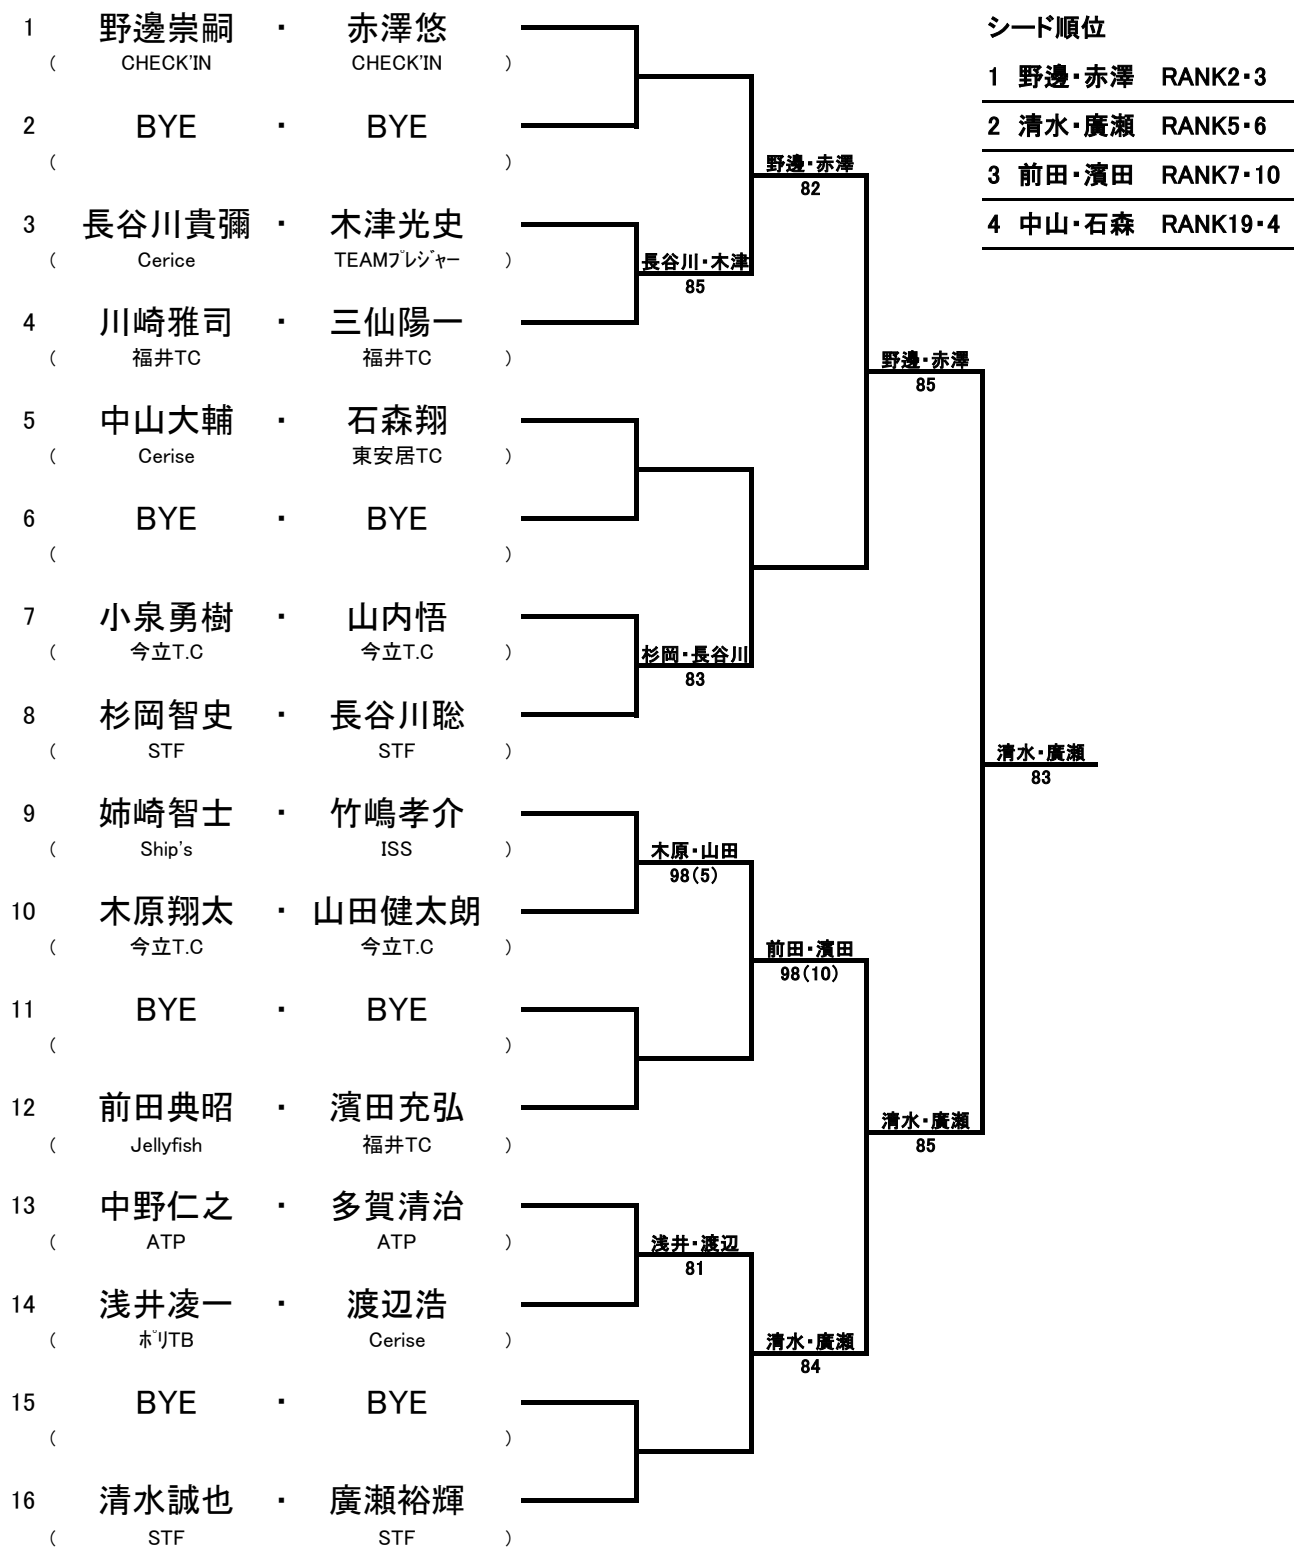 1 野邊崇嗣 ・ 赤澤悠
( CHECK'IN CHECK'IN )
2 BYE ・ BYE
( )
3 長谷川貴彌 ・ 木津光史
( Cerice TEAMﾌﾟﾚｼﾞｬー )
4 川崎雅司 ・ 三仙陽一
( 福井TC 福井TC )
5 中山大輔 ・ 石森翔
( Cerise 東安居TC )
6 BYE ・ BYE
( )
7 小泉勇樹 ・ 山内悟
( 今立T.C 今立T.C )
8 杉岡智史 ・ 長谷川聡
( STF STF )
9 姉崎智士 ・ 竹嶋孝介
( Ship's ISS )
10 木原翔太 ・ 山田健太朗
( 今立T.C 今立T.C )
11 BYE ・ BYE
( )
12 前田典昭 ・ 濱田充弘
( Jellyfish 福井TC )
13 中野仁之 ・ 多賀清治
( ATP ATP )
14 浅井凌一 ・ 渡辺浩
( ﾎﾟﾘTB Cerise )
15 BYE ・ BYE
( )
16 清水誠也 ・ 廣瀬裕輝
( STF STF )
長谷川・木津
85
杉岡・長谷川
83
木原・山田
98(5)
浅井・渡辺
81
野邊・赤澤
82
前田・濱田
98(10)
清水・廣瀬
84
野邊・赤澤
85
清水・廣瀬
85
清水・廣瀬
83
シード順位
1 野邊・赤澤 RANK2・3
2 清水・廣瀬 RANK5・6
3 前田・濱田 RANK7・10
4 中山・石森 RANK19・4